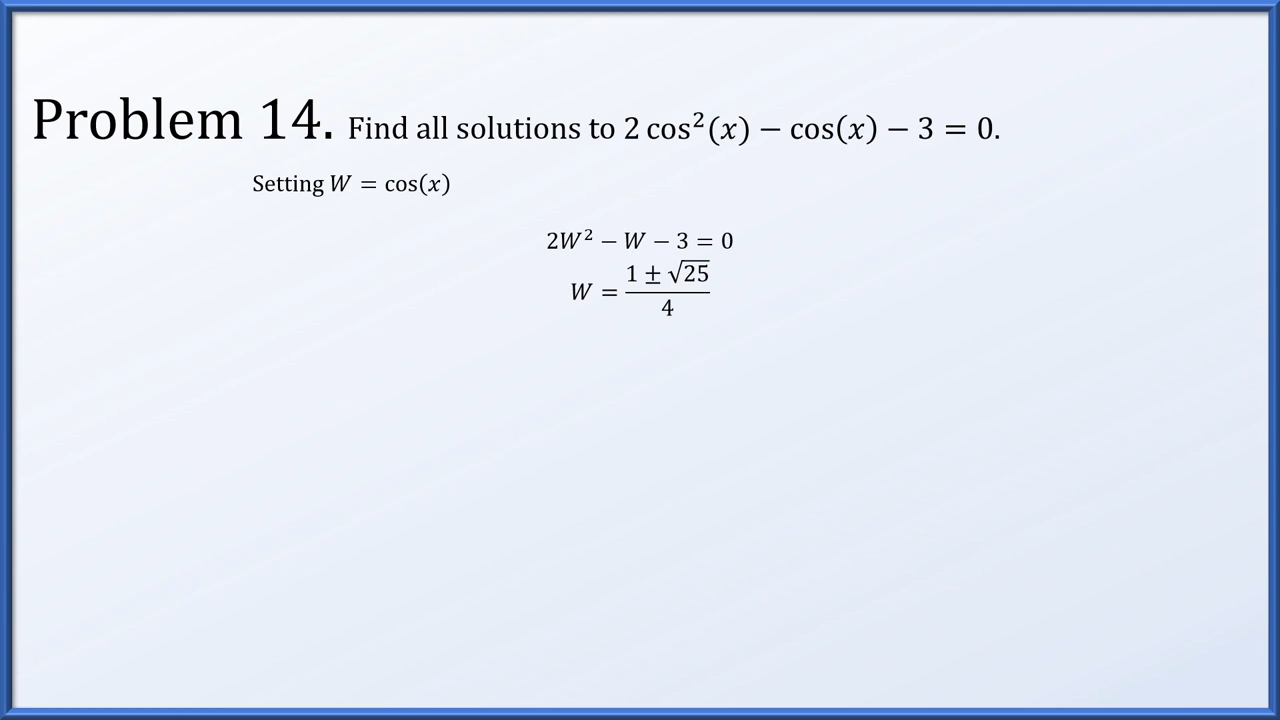 Problem 14. Find all solutions to 2 cos²(x) − cos(x) − 3 = 0.
Setting W = cos(x)
2W² − W − 3 = 0
W = (1 ± √25) / 4